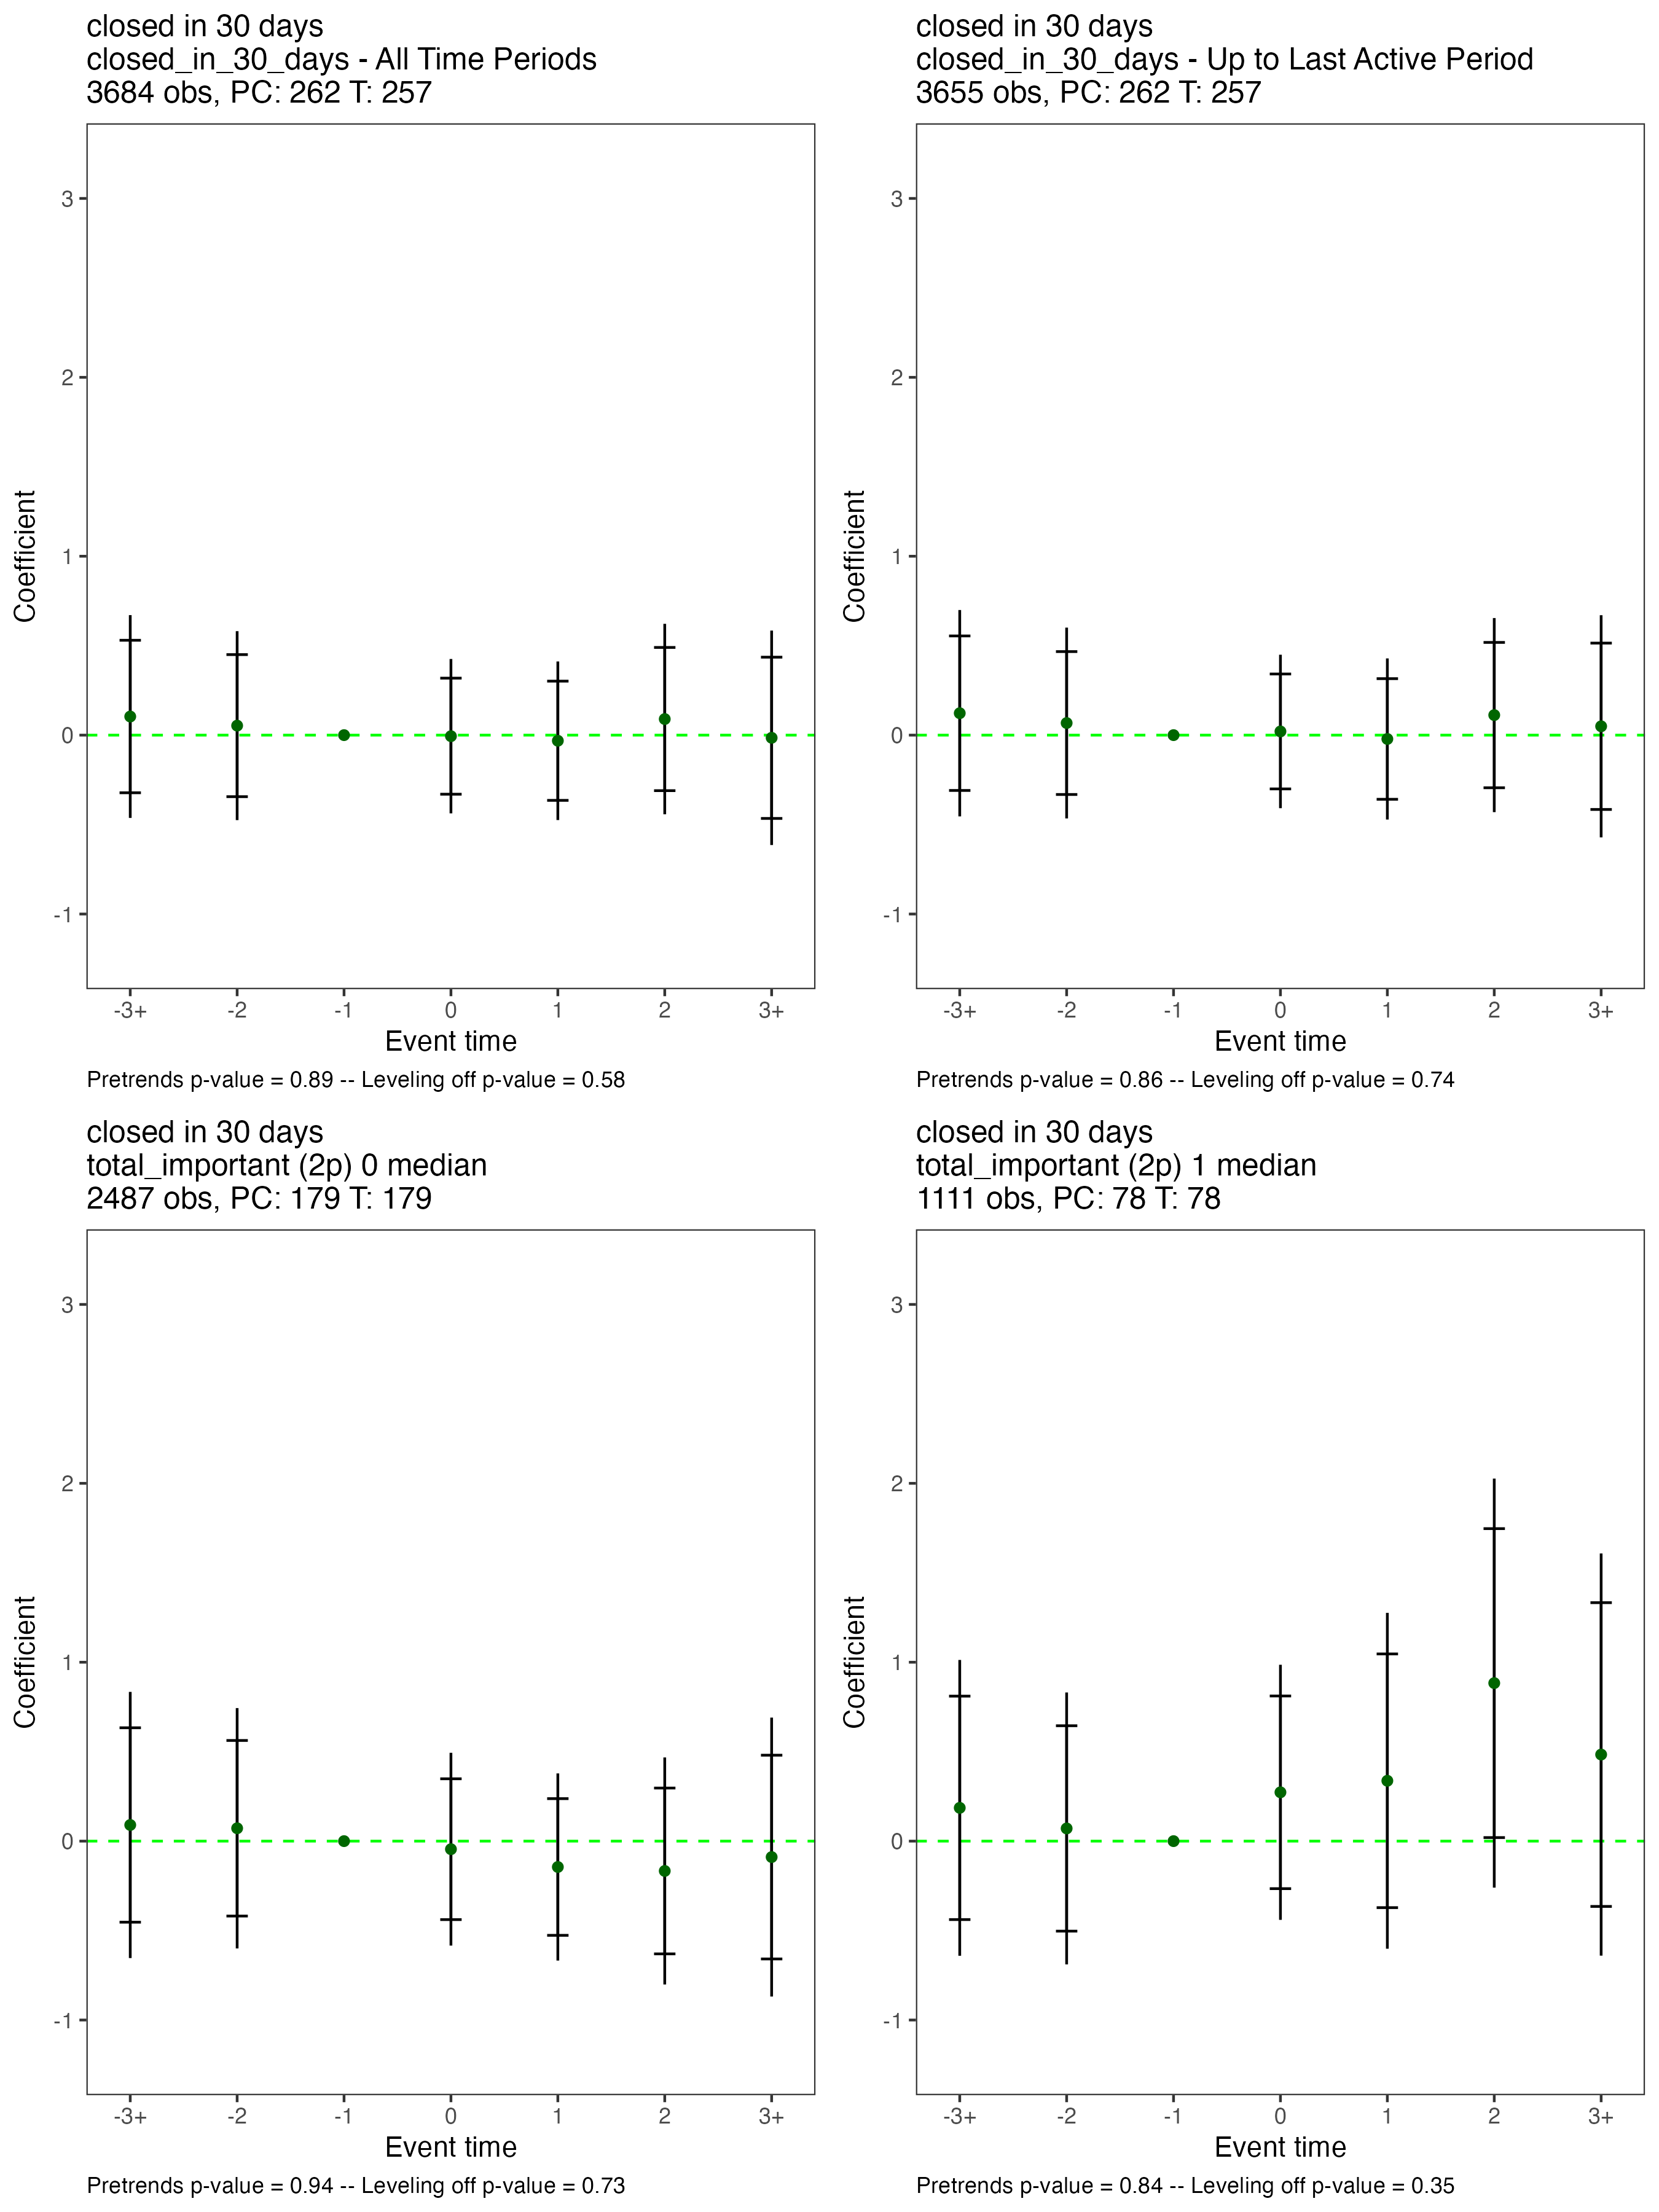 closed in 30 days
closed_in_30_days - All Time Periods
3684 obs, PC: 262 T: 257
3
2
1
0
-1
Coefficient
-3+ -2 -1 0 1 2 3+
Event time
Pretrends p-value = 0.89 -- Leveling off p-value = 0.58
closed in 30 days
closed_in_30_days - Up to Last Active Period
3655 obs, PC: 262 T: 257
3
2
1
0
-1
Coefficient
-3+ -2 -1 0 1 2 3+
Event time
Pretrends p-value = 0.86 -- Leveling off p-value = 0.74
closed in 30 days
total_important (2p) 0 median
2487 obs, PC: 179 T: 179
3
2
1
0
-1
Coefficient
-3+ -2 -1 0 1 2 3+
Event time
Pretrends p-value = 0.94 -- Leveling off p-value = 0.73
closed in 30 days
total_important (2p) 1 median
1111 obs, PC: 78 T: 78
3
2
1
0
-1
Coefficient
-3+ -2 -1 0 1 2 3+
Event time
Pretrends p-value = 0.84 -- Leveling off p-value = 0.35